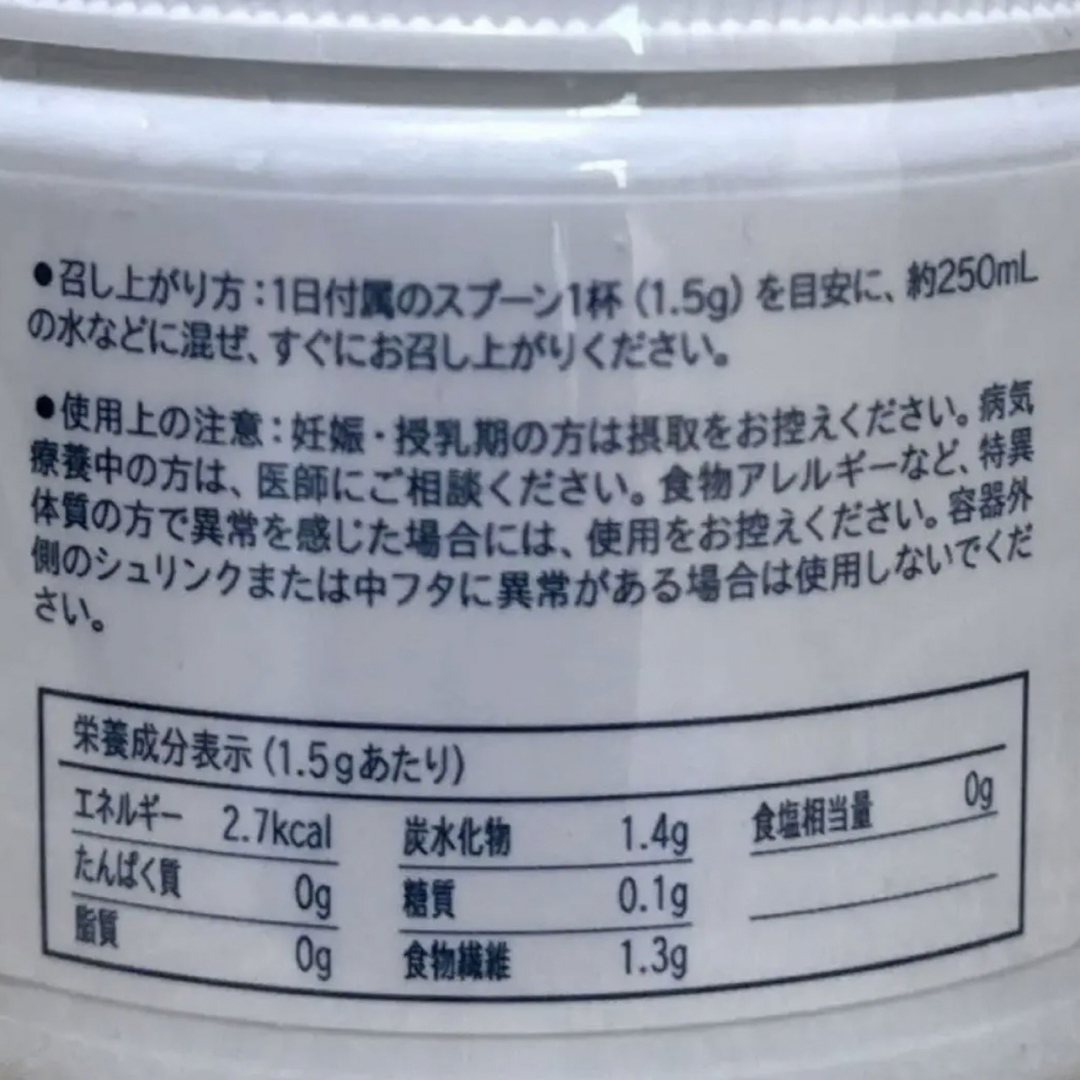 ●召し上がり方：1日付属のスプーン1杯（1.5g）を目安に、約250mL
の水などに混ぜ、すぐにお召し上がりください。
●使用上の注意：妊娠・授乳期の方は摂取をお控えください。病気
療養中の方は、医師にご相談ください。食物アレルギーなど、特異
体質の方で異常を感じた場合には、使用をお控えください。容器外
側のシュリンクまたは中フタに異常がある場合は使用しないでくだ
さい。
栄養成分表示（1.5gあたり）
エネルギー 2.7kcal
たんぱく質 0g
脂質 0g
炭水化物 1.4g
糖質 0.1g
食物繊維 1.3g
食塩相当量 0g